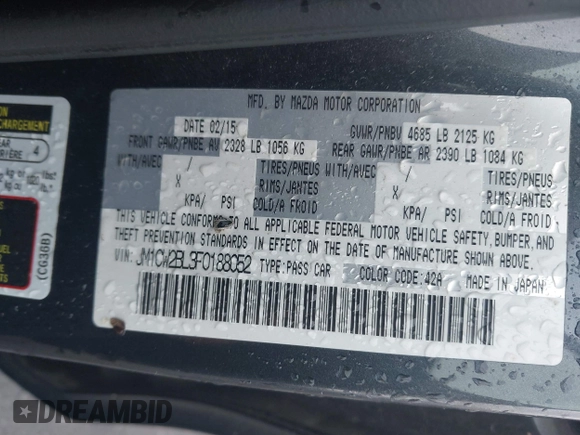 MFD. BY MAZDA MOTOR CORPORATION
DATE 02/15
GVWR/PNBV 4685 LB 2125 KG
FRONT GAWR/PNBE AV 2328 LB 1056 KG
REAR GAWR/PNBE AR 2390 LB 1084 KG
WITH/AVEC TIRES/PNEUS WITH/AVEC TIRES/PNEUS
X RIMS/JANTES X RIMS/JANTES
KPA/ PSI COLD/A FROID KPA/ PSI COLD/A FROID
THIS VEHICLE CONFORMS TO ALL APPLICABLE FEDERAL MOTOR VEHICLE SAFETY, BUMPER, AND
THEFT PREVENTION STANDARDS IN EFFECT ON THE DATE OF MANUFACTURE SHOWN ABOVE.
VIN: JM1CW2BL3F0188052 TYPE: PASS CAR COLOR CODE: 42A MADE IN JAPAN
CHARGEMENT
4
(CG36B)
DREAMBID